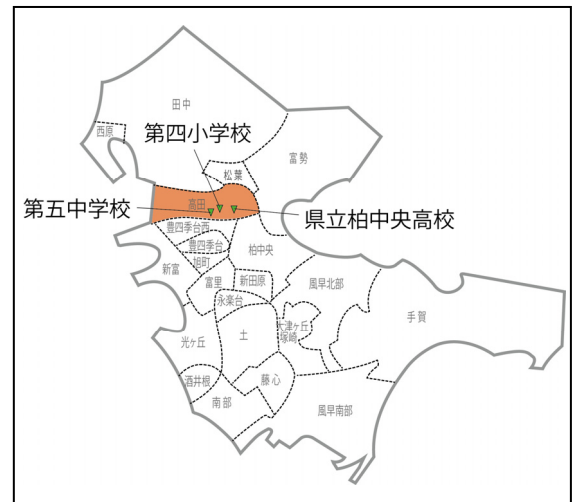 田中
西原
第四小学校
富勢
松葉
第五中学校
高田
県立柏中央高校
豊四季台西
豊四季台
柏中央
旭町
新富
富里
新田原
風早北部
永楽台
手賀
大津ヶ丘
塚崎
光ヶ丘
土
酒井根
藤心
南部
風早南部